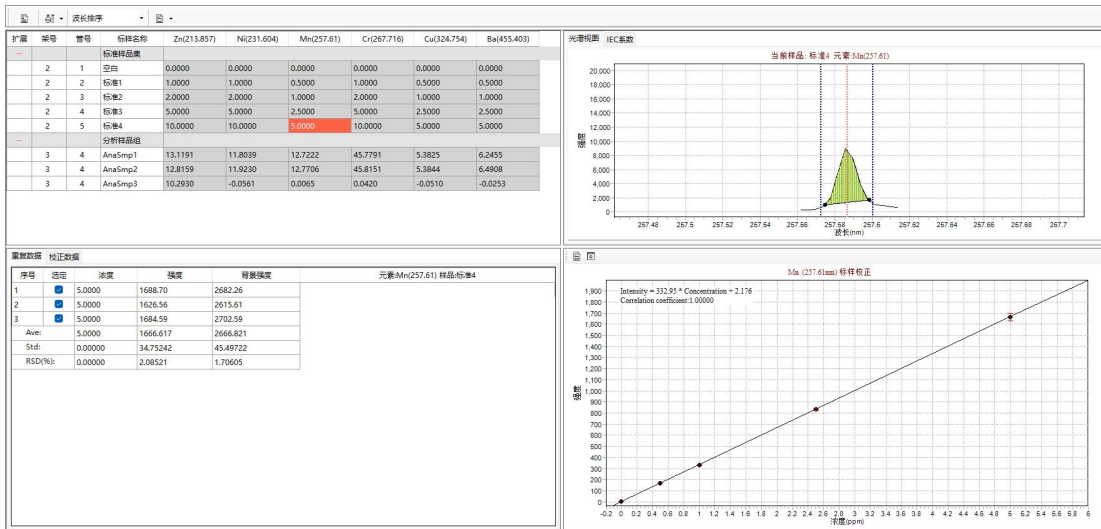 波长排序
扩展 架号 管号 标样名称 Zn(213.857) Ni(231.604) Mn(257.61) Cr(267.716) Cu(324.754) Ba(455.403)
标准样品集
2 1 空白 0.0000 0.0000 0.0000 0.0000 0.0000 0.0000
2 2 标准1 1.0000 1.0000 0.5000 1.0000 0.5000 0.5000
2 3 标准2 2.0000 2.0000 1.0000 2.0000 1.0000 1.0000
2 4 标准3 5.0000 5.0000 2.5000 5.0000 2.5000 2.5000
2 5 标准4 10.0000 10.0000 5.0000 10.0000 5.0000 5.0000
分析样品组
3 4 AnaSmp1 13.1191 11.8039 12.7222 45.7791 5.3825 6.2455
3 4 AnaSmp2 12.8159 11.9230 12.7706 45.8151 5.3844 6.4908
3 4 AnaSmp3 10.2930 -0.0561 0.0065 0.0420 -0.0510 -0.0253
光谱视图 IEC系数
当前样品: 标准4 元素:Mn(257.61)
20,000
18,000
16,000
14,000
12,000
10,000
8,000
6,000
4,000
2,000
0
强度
257.48 257.5 257.52 257.54 257.56 257.58 257.6 257.62 257.64 257.66 257.68 257.7
波长(nm)
重复数据 校正数据
序号 选定 浓度 强度 背景强度 元素:Mn(257.61) 样品:标准4
1 5.0000 1688.70 2682.26
2 5.0000 1626.56 2615.61
3 5.0000 1684.59 2702.59
Ave: 5.0000 1666.617 2666.821
Std: 0.00000 34.75242 45.49722
RSD(%): 0.00000 2.08521 1.70605
Mn (257.61nm) 标样校正
Intensity = 332.95 * Concentration + 2.176
Correlation coefficient:1.00000
1,900
1,800
1,700
1,600
1,500
1,400
1,300
1,200
1,100
1,000
900
800
700
600
500
400
300
200
100
0
强度
-0.2 0 0.2 0.4 0.6 0.8 1 1.2 1.4 1.6 1.8 2 2.2 2.4 2.6 2.8 3 3.2 3.4 3.6 3.8 4 4.2 4.4 4.6 4.8 5 5.2 5.4 5.6 5.8 6
浓度(ppm)